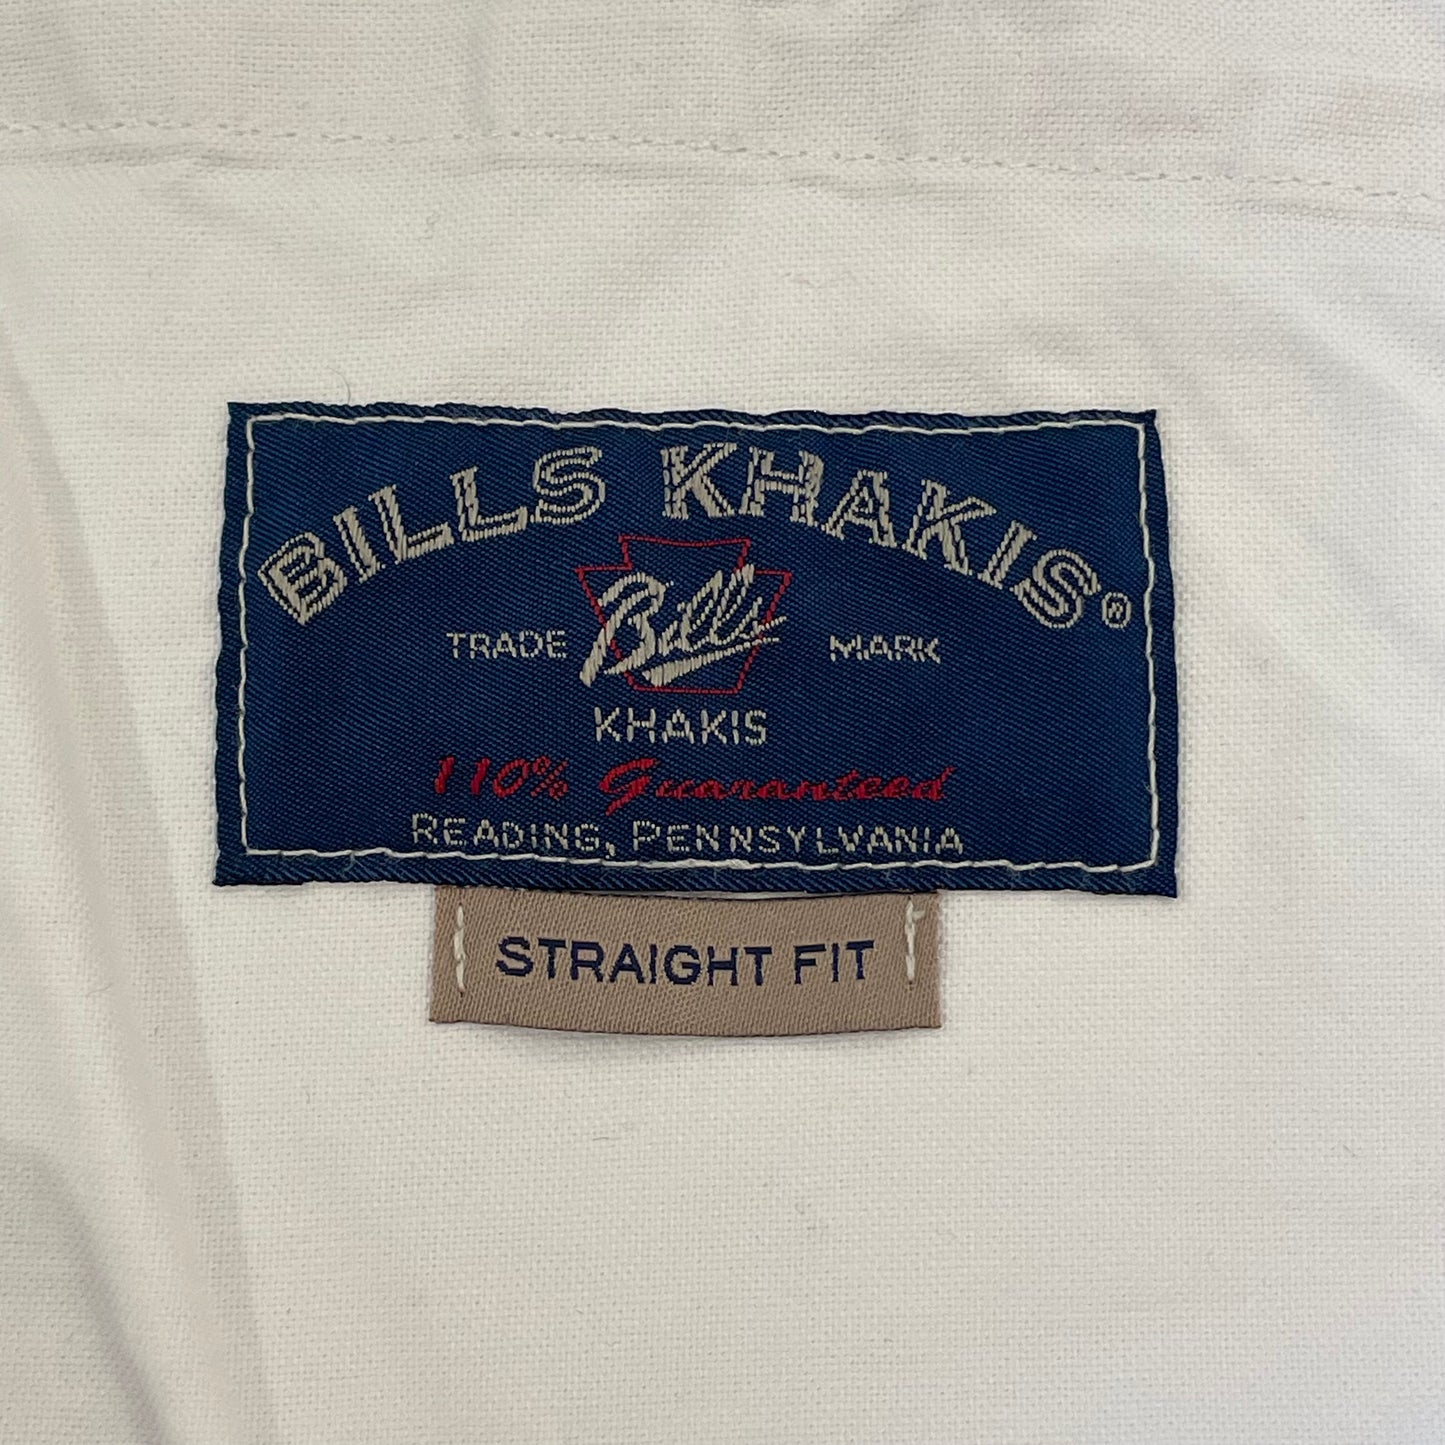 BILLS KHAKIS®
TRADE Bills MARK
KHAKIS
110% Guaranteed
READING, PENNSYLVANIA
STRAIGHT FIT